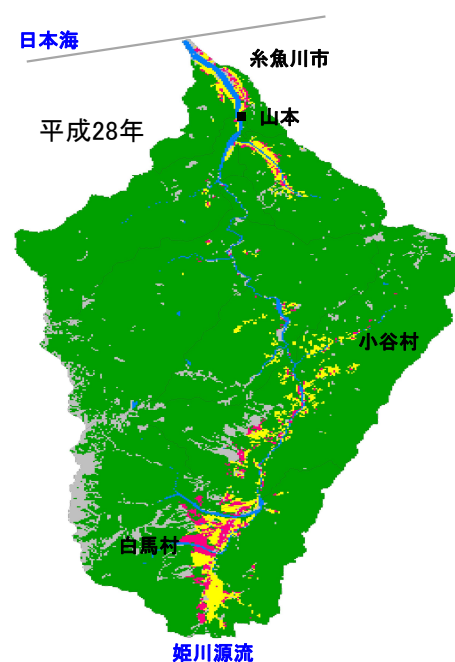 日本海
糸魚川市
山本
平成28年
小谷村
白馬村
姫川源流